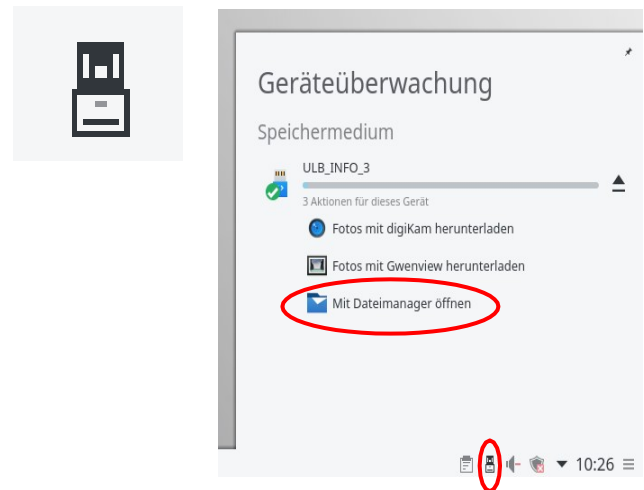 Geräteüberwachung
Speichermedium
ULB_INFO_3
3 Aktionen für dieses Gerät
Fotos mit digiKam herunterladen
Fotos mit Gwenview herunterladen
Mit Dateimanager öffnen
10:26